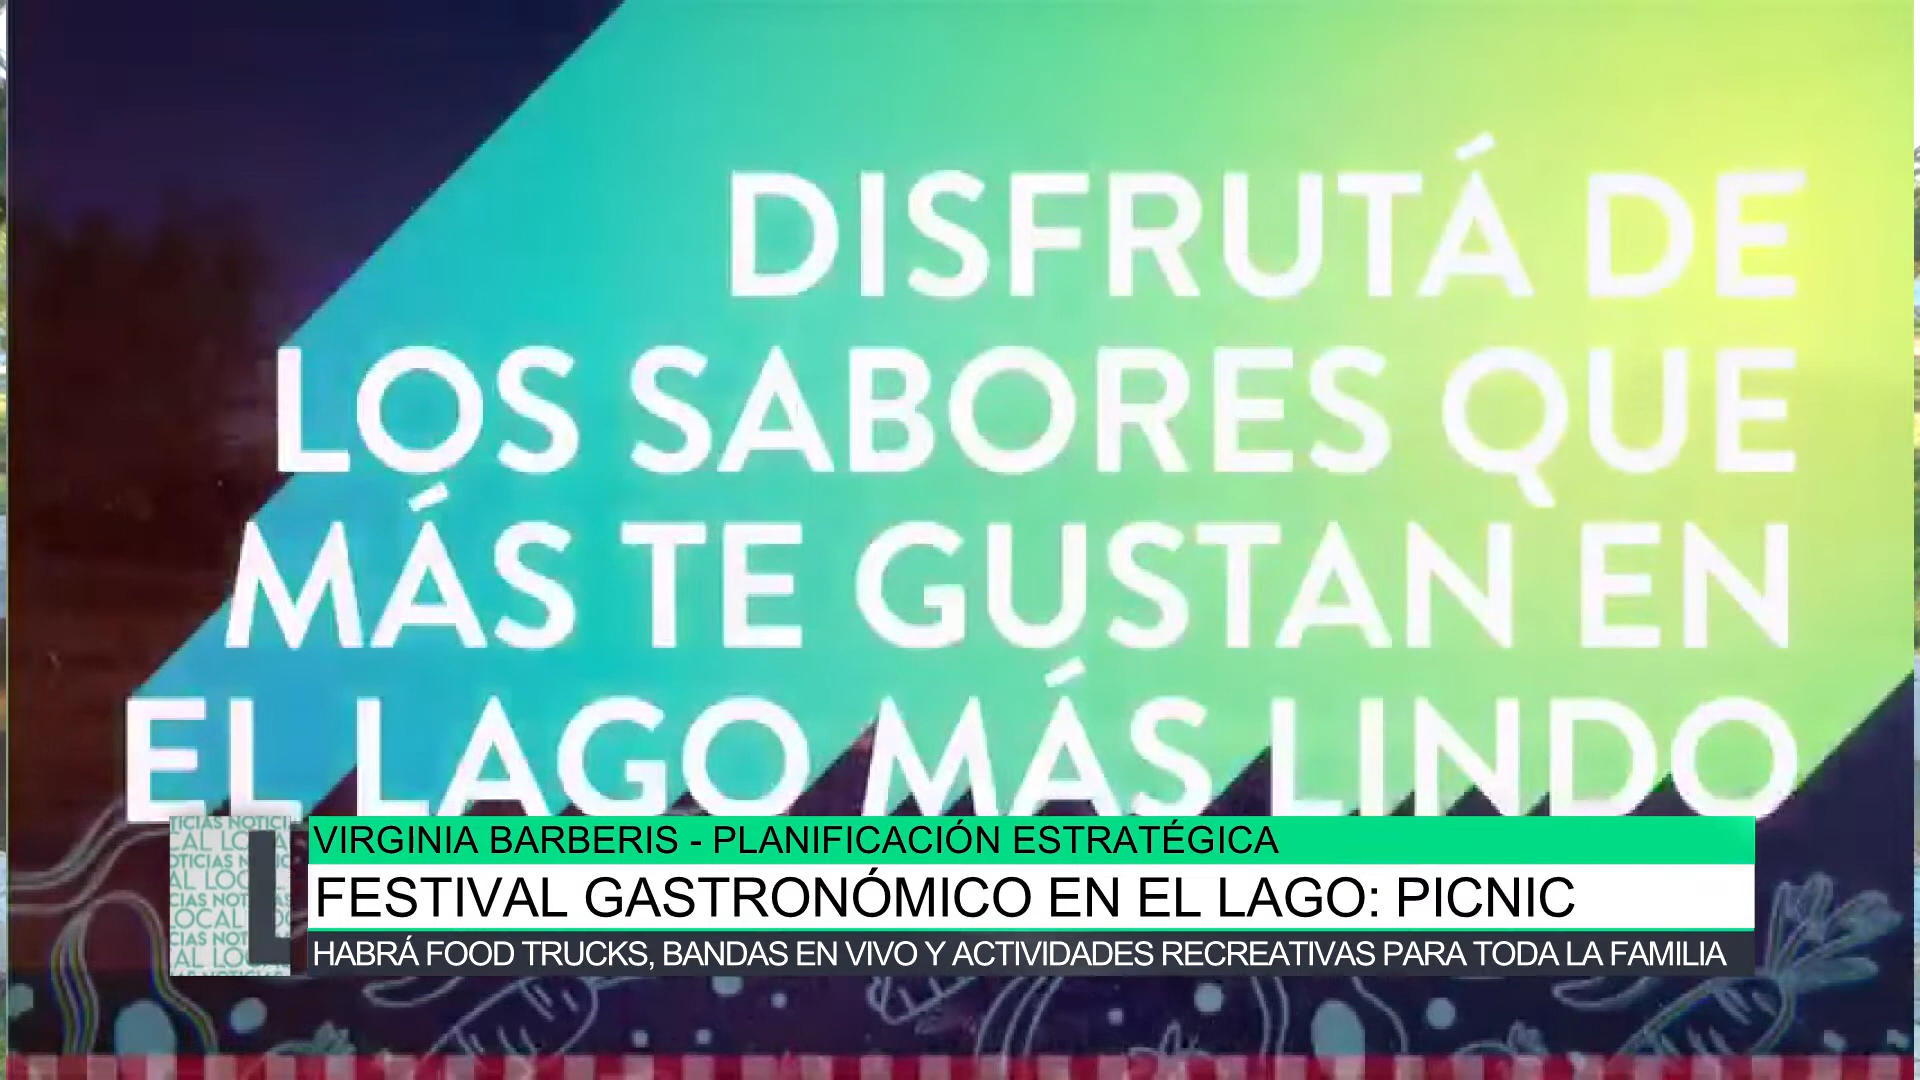 DISFRUTÁ DE
LOS SABORES QUE
MÁS TE GUSTAN EN
EL LAGO MÁS LINDO
VIRGINIA BARBERIS - PLANIFICACIÓN ESTRATÉGICA
FESTIVAL GASTRONÓMICO EN EL LAGO: PICNIC
HABRÁ FOOD TRUCKS, BANDAS EN VIVO Y ACTIVIDADES RECREATIVAS PARA TODA LA FAMILIA